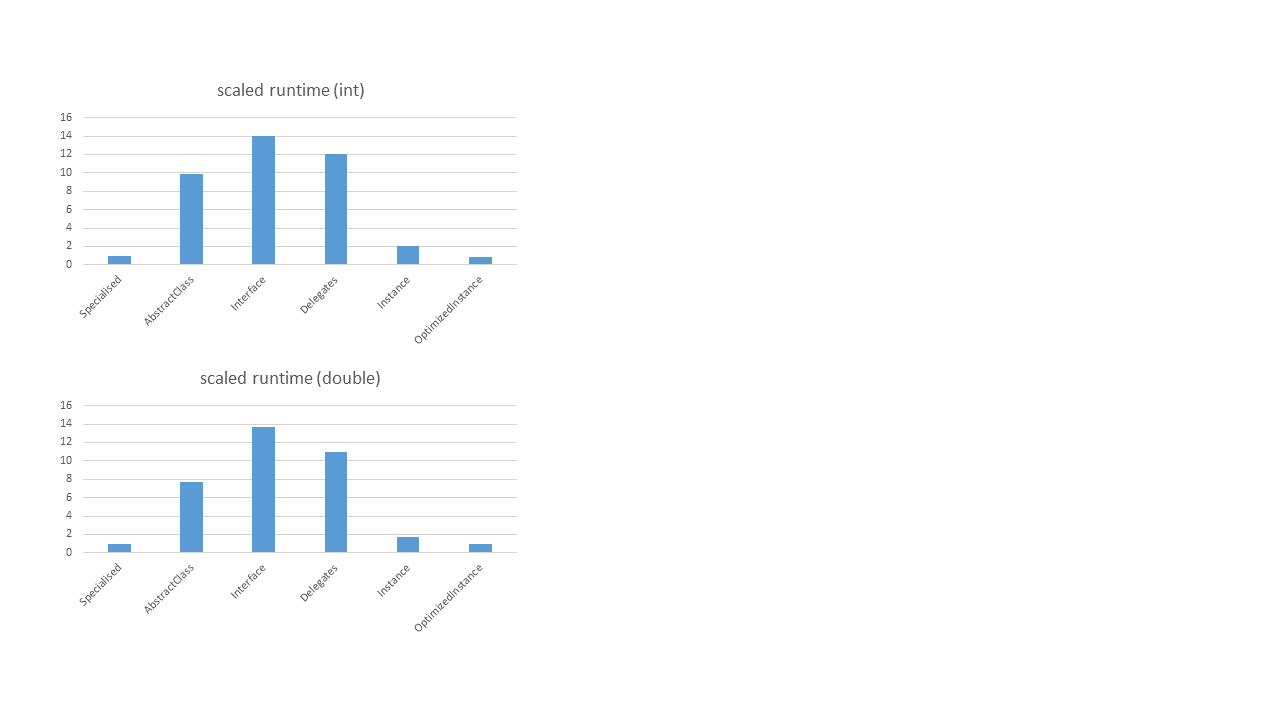 scaled runtime (int)
16
14
12
10
8
6
4
2
0
Specialised
AbstractClass
Interface
Delegates
Instance
OptimizedInstance
scaled runtime (double)
16
14
12
10
8
6
4
2
0
Specialised
AbstractClass
Interface
Delegates
Instance
OptimizedInstance